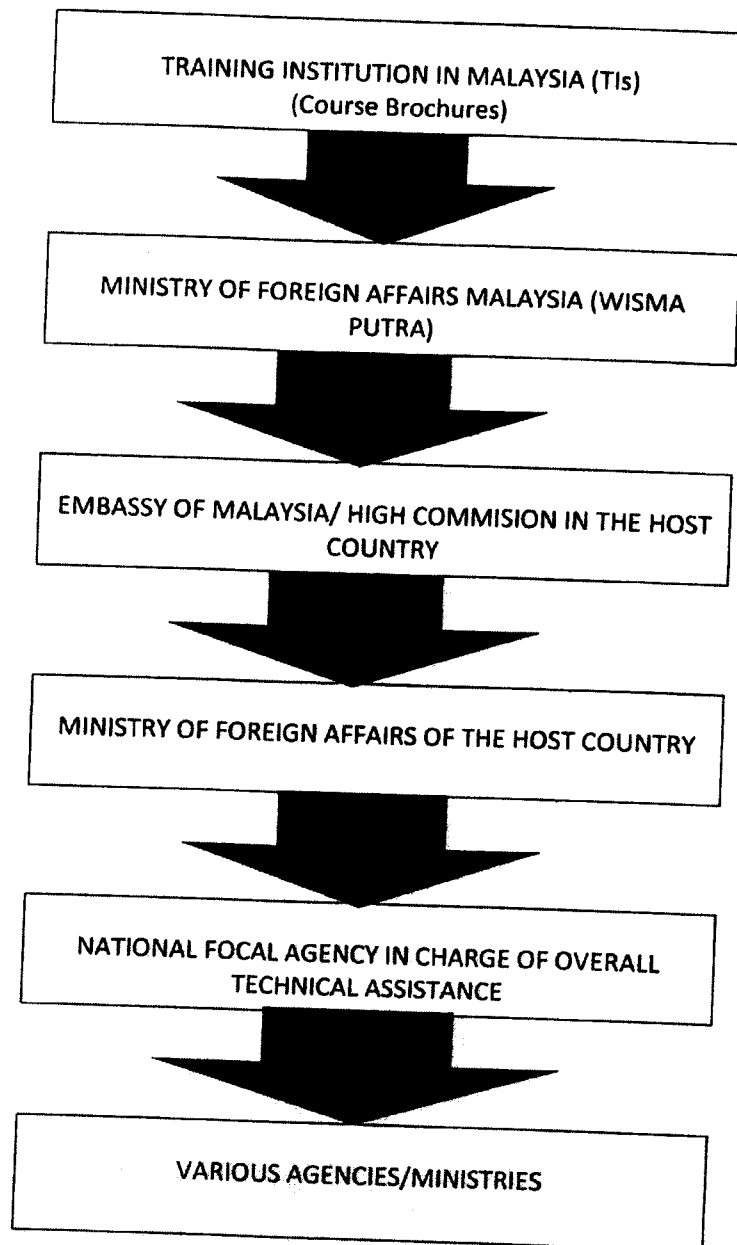 TRAINING INSTITUTION IN MALAYSIA (TIs)
(Course Brochures)
MINISTRY OF FOREIGN AFFAIRS MALAYSIA (WISMA
PUTRA)
EMBASSY OF MALAYSIA/ HIGH COMMISION IN THE HOST
COUNTRY
MINISTRY OF FOREIGN AFFAIRS OF THE HOST COUNTRY
NATIONAL FOCAL AGENCY IN CHARGE OF OVERALL
TECHNICAL ASSISTANCE
VARIOUS AGENCIES/MINISTRIES